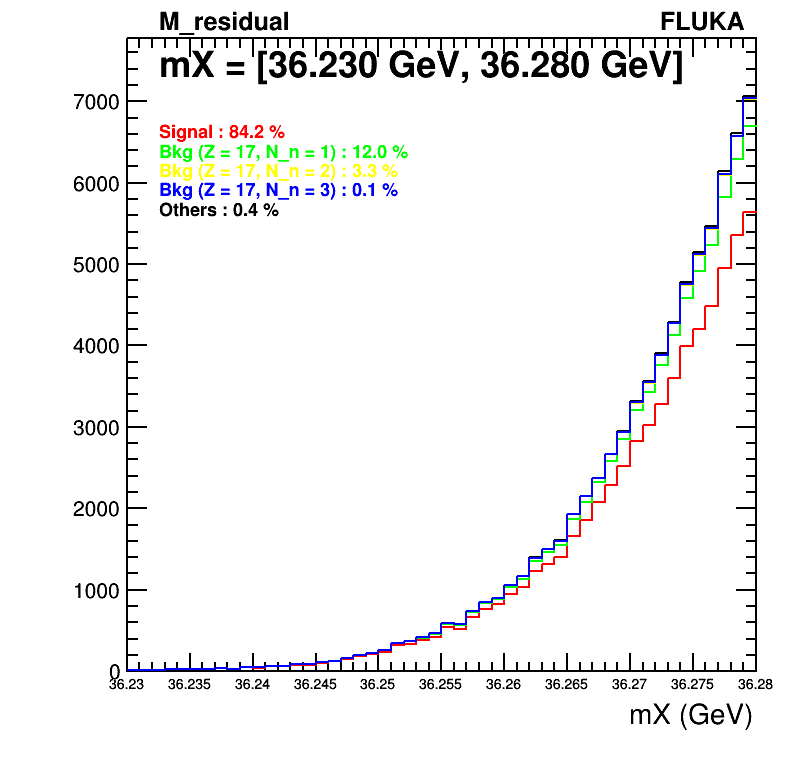 M_residual FLUKA
mX = [36.230 GeV, 36.280 GeV]
Signal : 84.2 %
Bkg (Z = 17, N_n = 1) : 12.0 %
Bkg (Z = 17, N_n = 2) : 3.3 %
Bkg (Z = 17, N_n = 3) : 0.1 %
Others : 0.4 %
7000
6000
5000
4000
3000
2000
1000
0
36.23 36.235 36.24 36.245 36.25 36.255 36.26 36.265 36.27 36.275 36.28
mX (GeV)